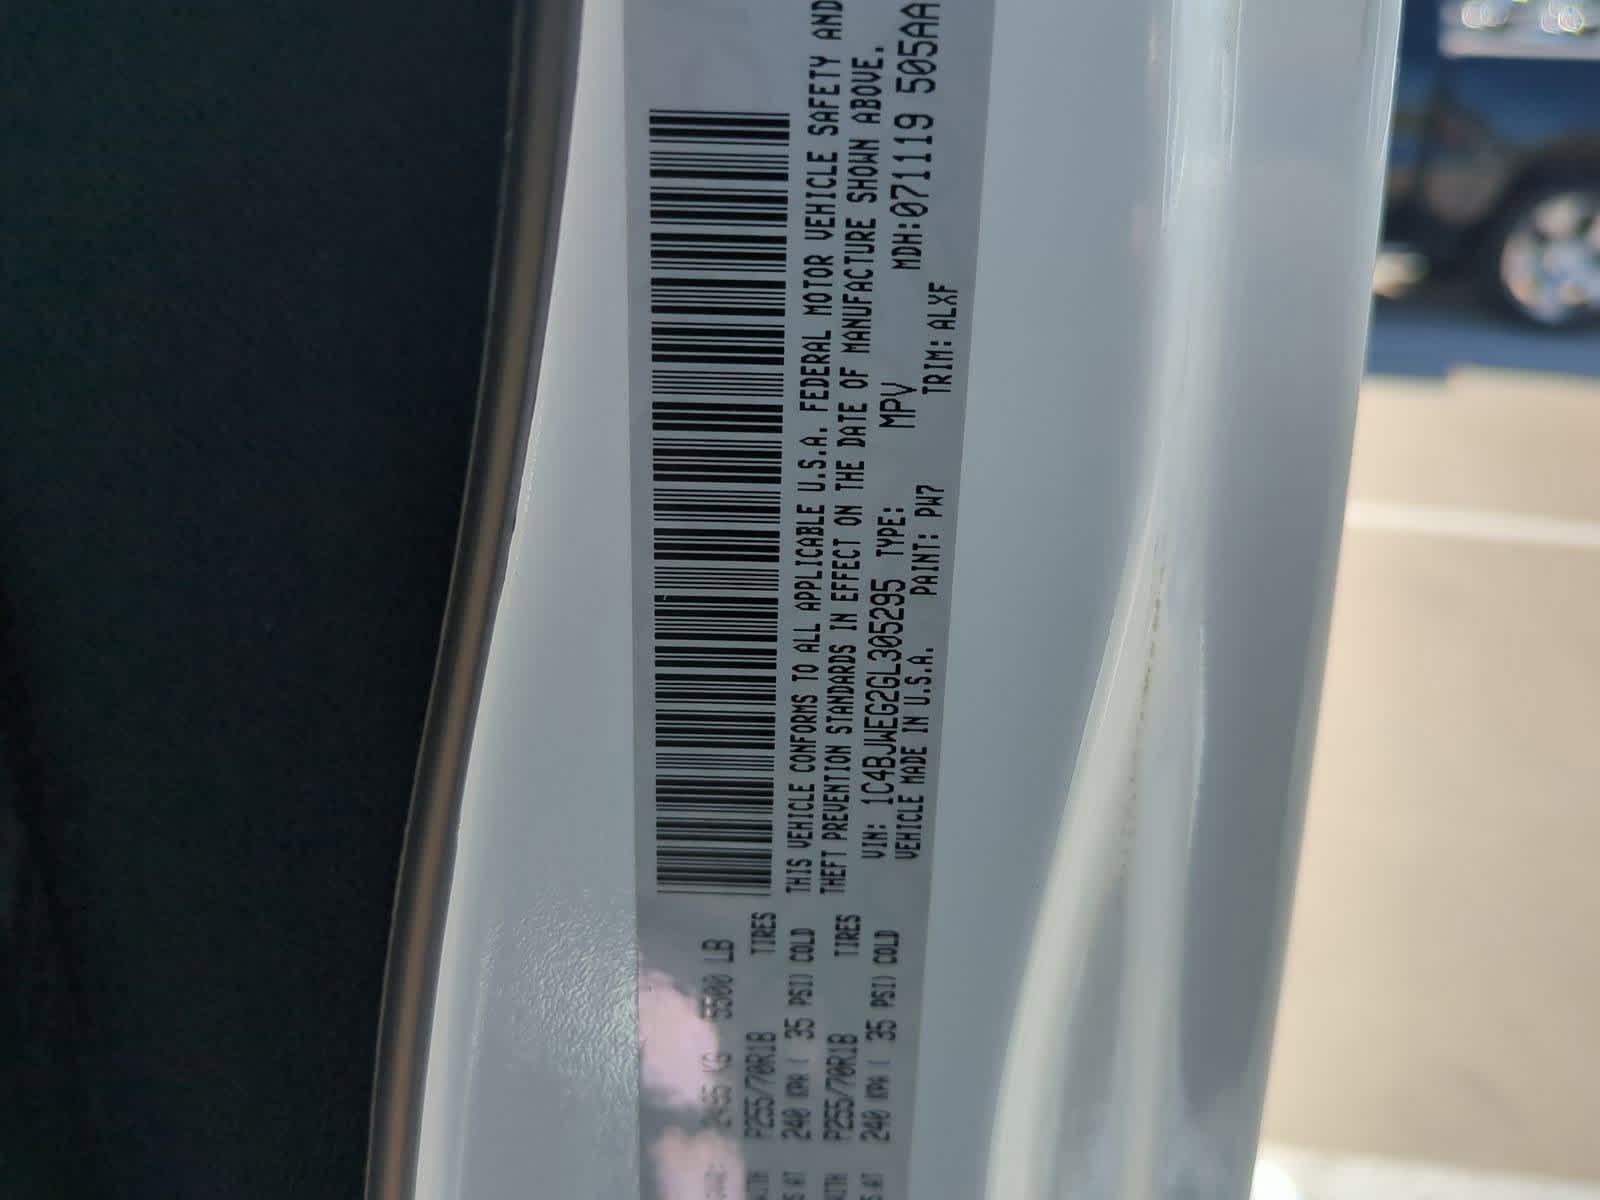 2495 KG 5500 LB
P255/70R18 TIRES
240 KPA ( 35 PSI) COLD
P255/70R18 TIRES
240 KPA ( 35 PSI) COLD
THIS VEHICLE CONFORMS TO ALL APPLICABLE U.S.A. FEDERAL MOTOR VEHICLE SAFETY AND
THEFT PREVENTION STANDARDS IN EFFECT ON THE DATE OF MANUFACTURE SHOWN ABOVE.
VIN: 1C4BJWEG2GL305295 TYPE: MPV MDH:071119 505AA
VEHICLE MADE IN U.S.A. PAINT: PW7 TRIM: ALXF